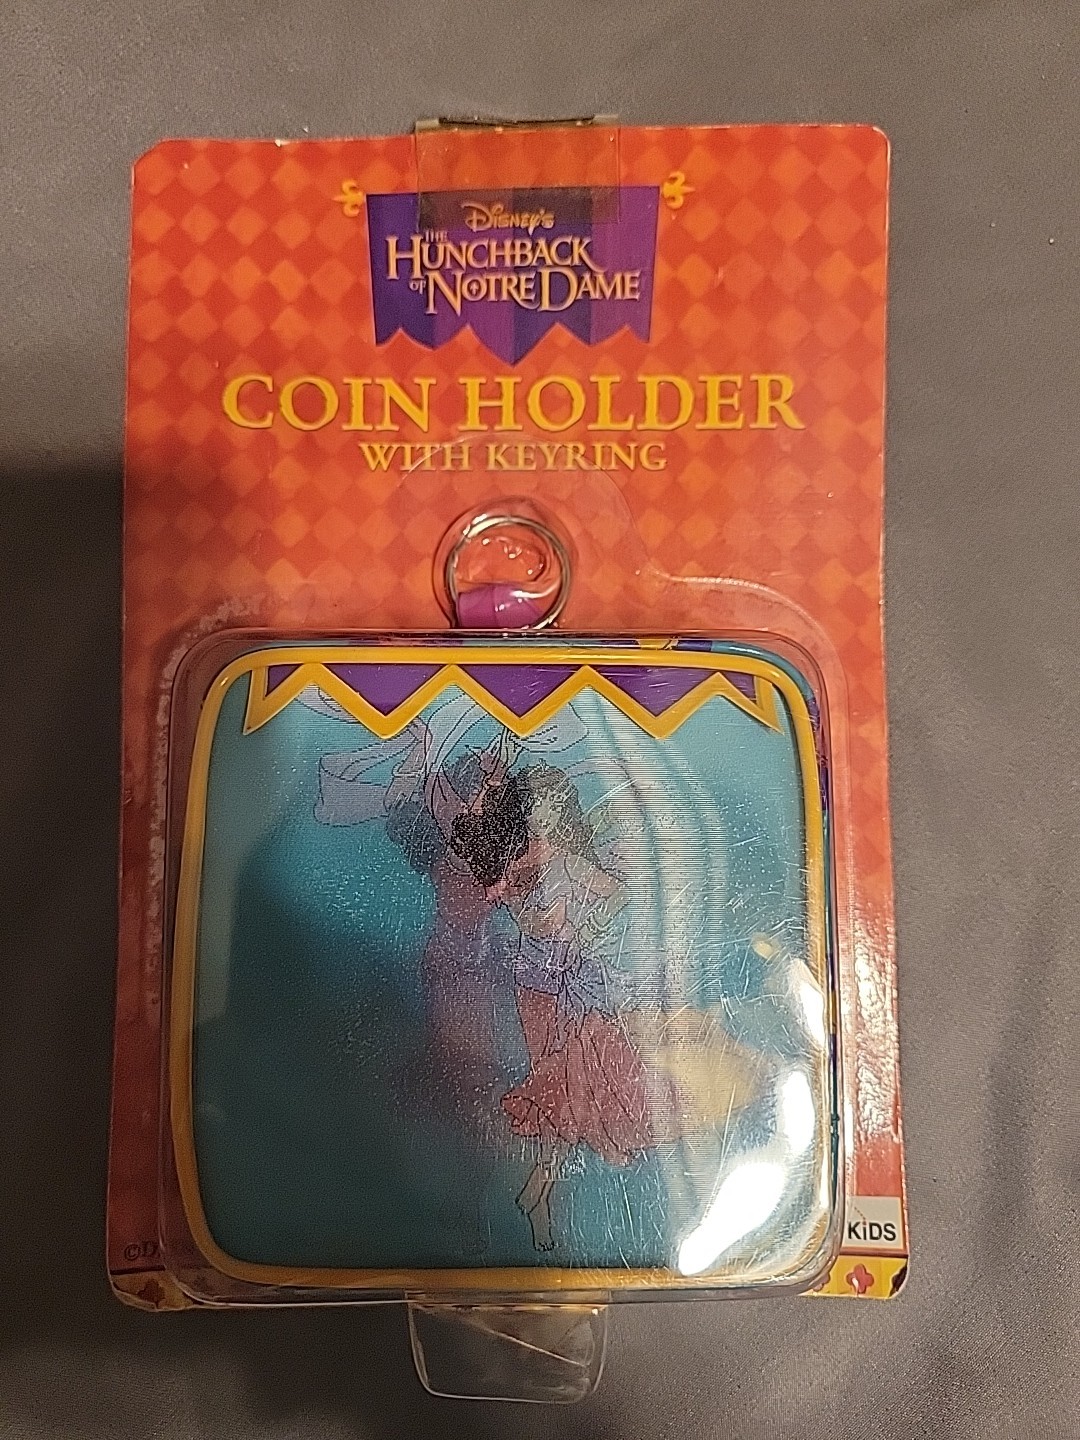 Disney's
THE
HUNCHBACK
OF NOTRE DAME
COIN HOLDER
WITH KEYRING
KiDS
©D